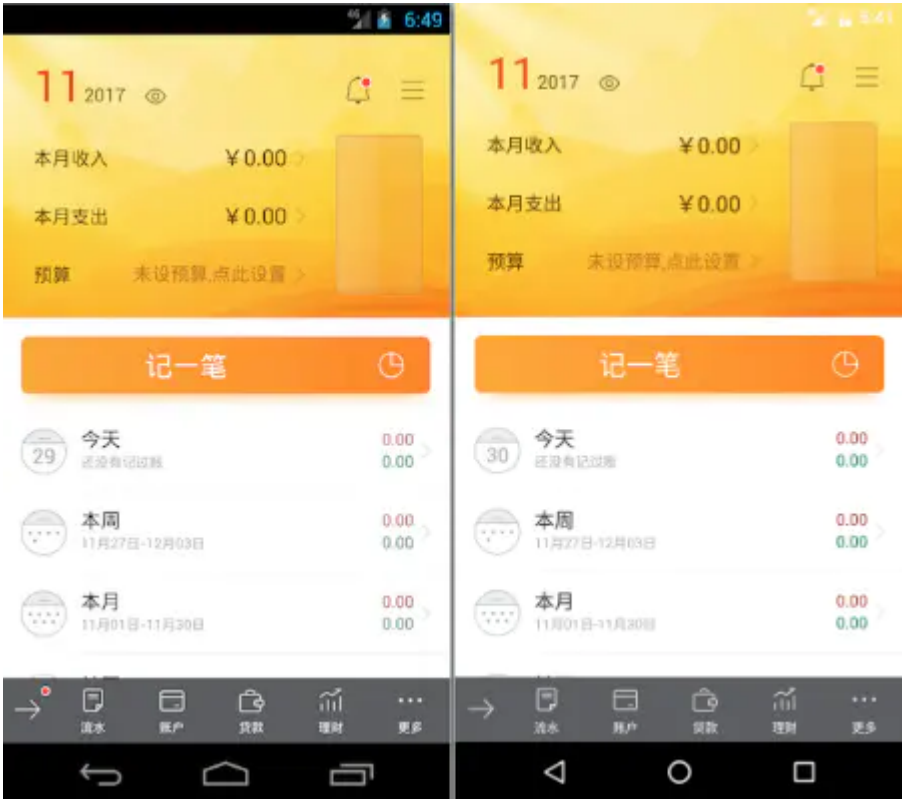 4G 6:49
11 2017
本月收入 ¥0.00
本月支出 ¥0.00
预算 未设预算,点此设置
记一笔
29 今天 0.00
还没有记过账 0.00
本周 0.00
11月27日-12月03日 0.00
本月 0.00
11月01日-11月30日 0.00
流水 账户 贷款 理财 更多
6:41
11 2017
本月收入 ¥0.00
本月支出 ¥0.00
预算 未设预算,点此设置
记一笔
30 今天 0.00
还没有记过账 0.00
本周 0.00
11月27日-12月03日 0.00
本月 0.00
11月01日-11月30日 0.00
流水 账户 贷款 理财 更多